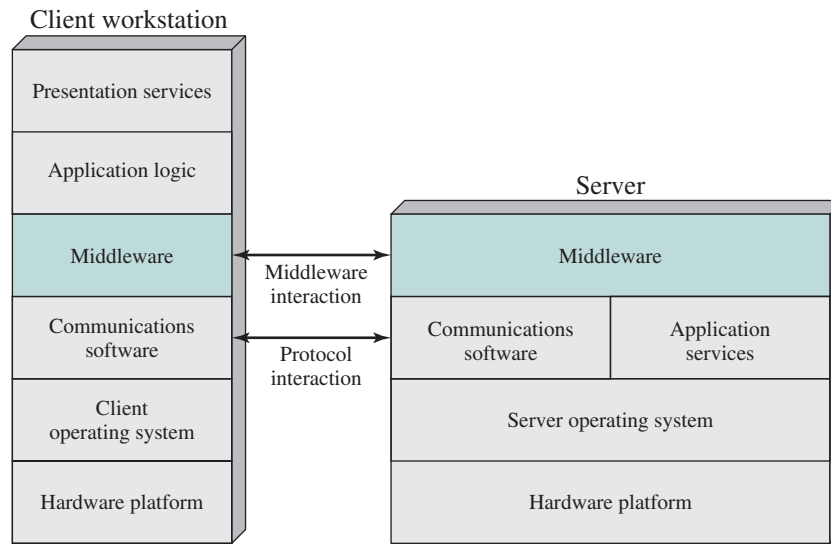 Client workstation
Presentation services
Application logic
Middleware
Communications
software
Client
operating system
Hardware platform
Middleware
interaction
Protocol
interaction
Server
Middleware
Communications
software
Application
services
Server operating system
Hardware platform